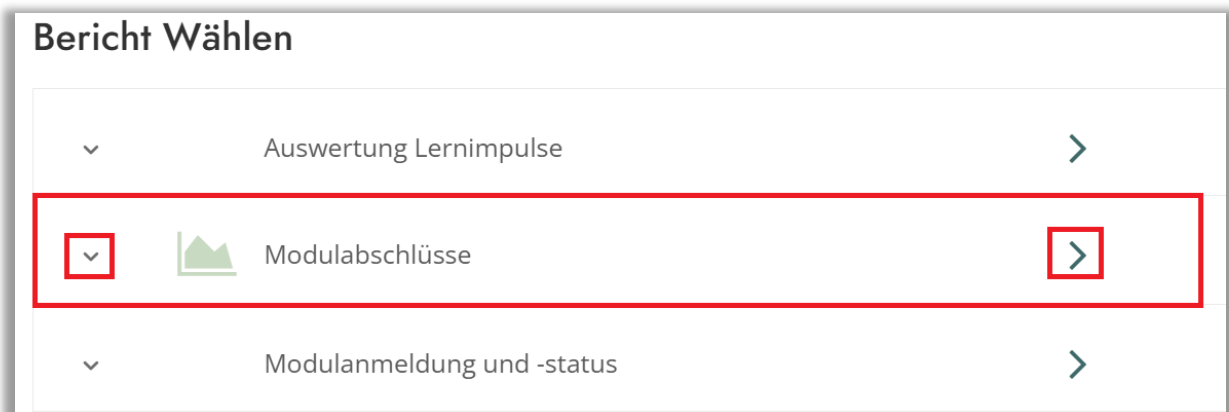 Bericht Wählen
Auswertung Lernimpulse
Modulabschlüsse
Modulanmeldung und -status